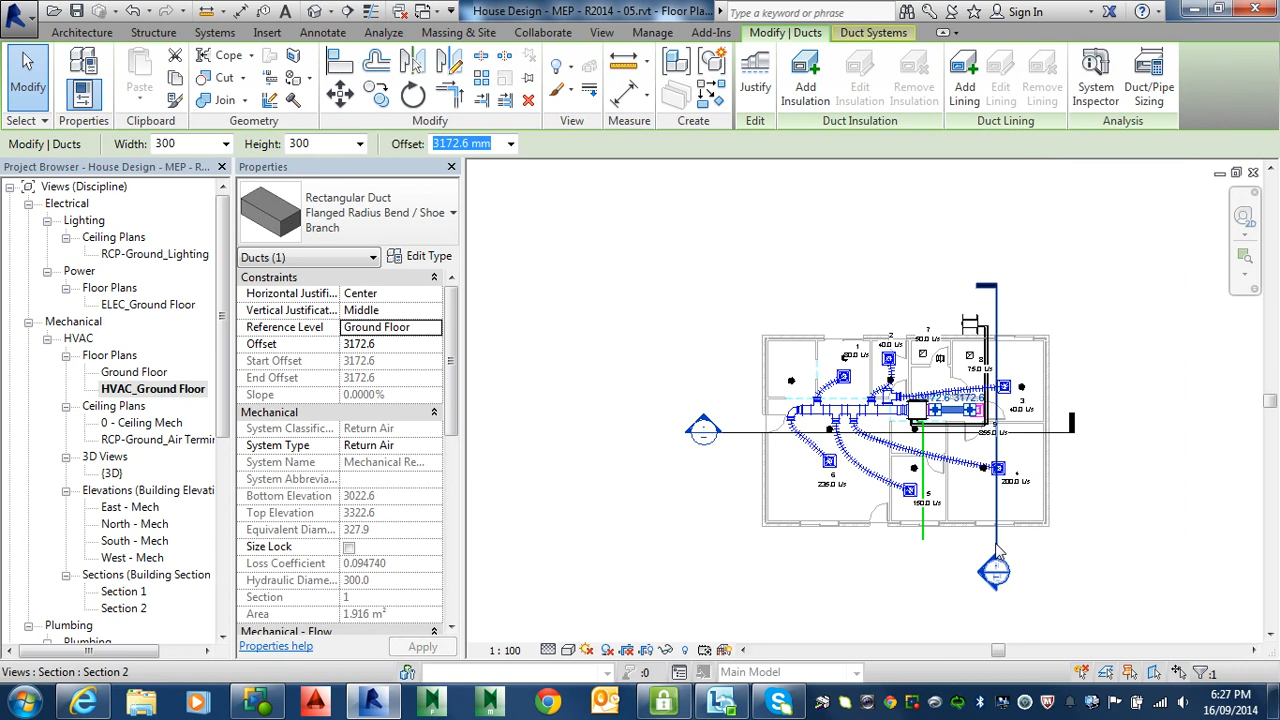 House Design - MEP - R2014 - 05.rvt - Floor Pla...
Type a keyword or phrase
Sign In
Architecture Structure Systems Insert Annotate Analyze Massing & Site Collaborate View Manage Add-Ins Modify | Ducts Duct Systems
Modify
Paste
Cope
Cut
Join
Justify
Add Insulation
Edit Insulation
Remove Insulation
Add Lining
Edit Lining
Remove Lining
System Inspector
Duct/Pipe Sizing
Select Properties Clipboard Geometry Modify View Measure Create Edit Duct Insulation Duct Lining Analysis
Modify | Ducts Width: 300 Height: 300 Offset: 3172.6 mm
Project Browser - House Design - MEP - R...
Views (Discipline)
Electrical
Lighting
Ceiling Plans
RCP-Ground_Lighting
Power
Floor Plans
ELEC_Ground Floor
Mechanical
HVAC
Floor Plans
Ground Floor
HVAC_Ground Floor
Ceiling Plans
0 - Ceiling Mech
RCP-Ground_Air Termi
3D Views
{3D}
Elevations (Building Elevati
East - Mech
North - Mech
South - Mech
West - Mech
Sections (Building Section
Section 1
Section 2
Plumbing
Plumbing
Properties
Rectangular Duct
Flanged Radius Bend / Shoe
Branch
Ducts (1)
Edit Type
Constraints
Horizontal Justifi... Center
Vertical Justificat... Middle
Reference Level Ground Floor
Offset 3172.6
Start Offset 3172.6
End Offset 3172.6
Slope 0.0000%
Mechanical
System Classific... Return Air
System Type Return Air
System Name Mechanical Re...
System Abbrevia...
Bottom Elevation 3022.6
Top Elevation 3322.6
Equivalent Diam... 327.9
Size Lock
Loss Coefficient 0.094740
Hydraulic Diame... 300.0
Section 1
Area 1.916 m²
Mechanical - Flow
Properties help
Apply
2D
3172.6 3172.6
1 : 100
Views : Section : Section 2
:0
Main Model
:1
6:27 PM
16/09/2014